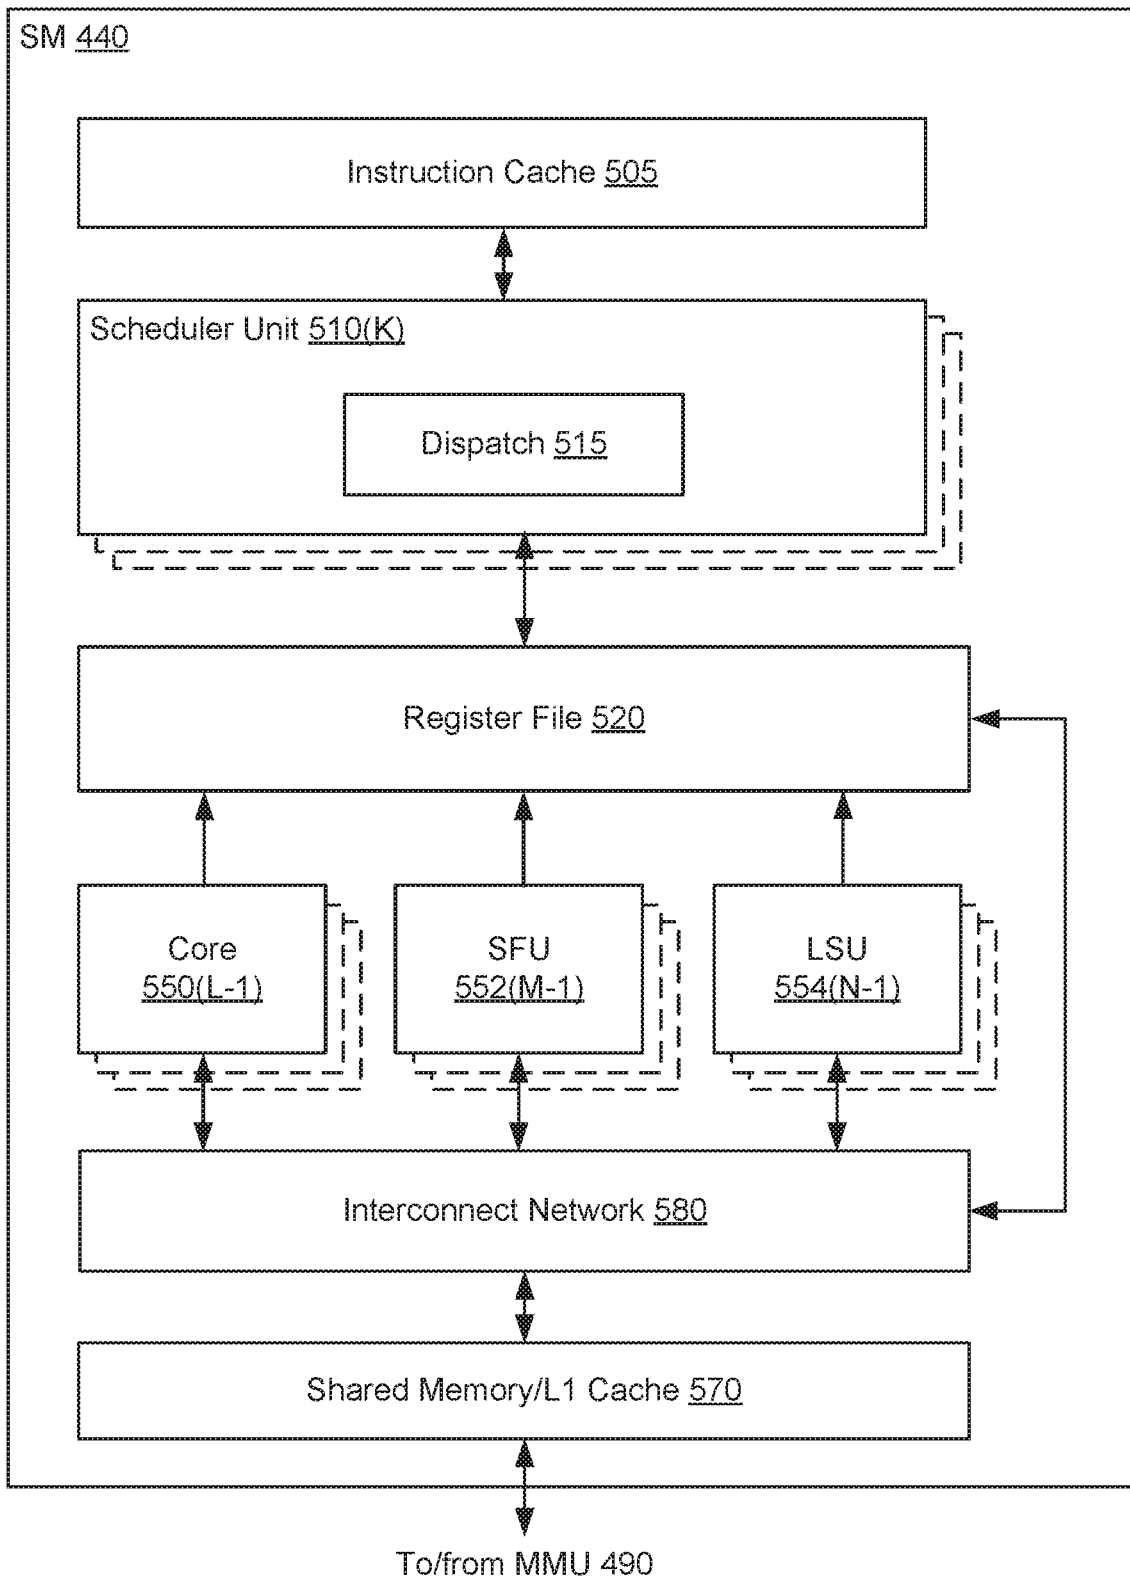 SM 440
Instruction Cache 505
Scheduler Unit 510(K)
Dispatch 515
Register File 520
Core
550(L-1)
SFU
552(M-1)
LSU
554(N-1)
Interconnect Network 580
Shared Memory/L1 Cache 570
To/from MMU 490